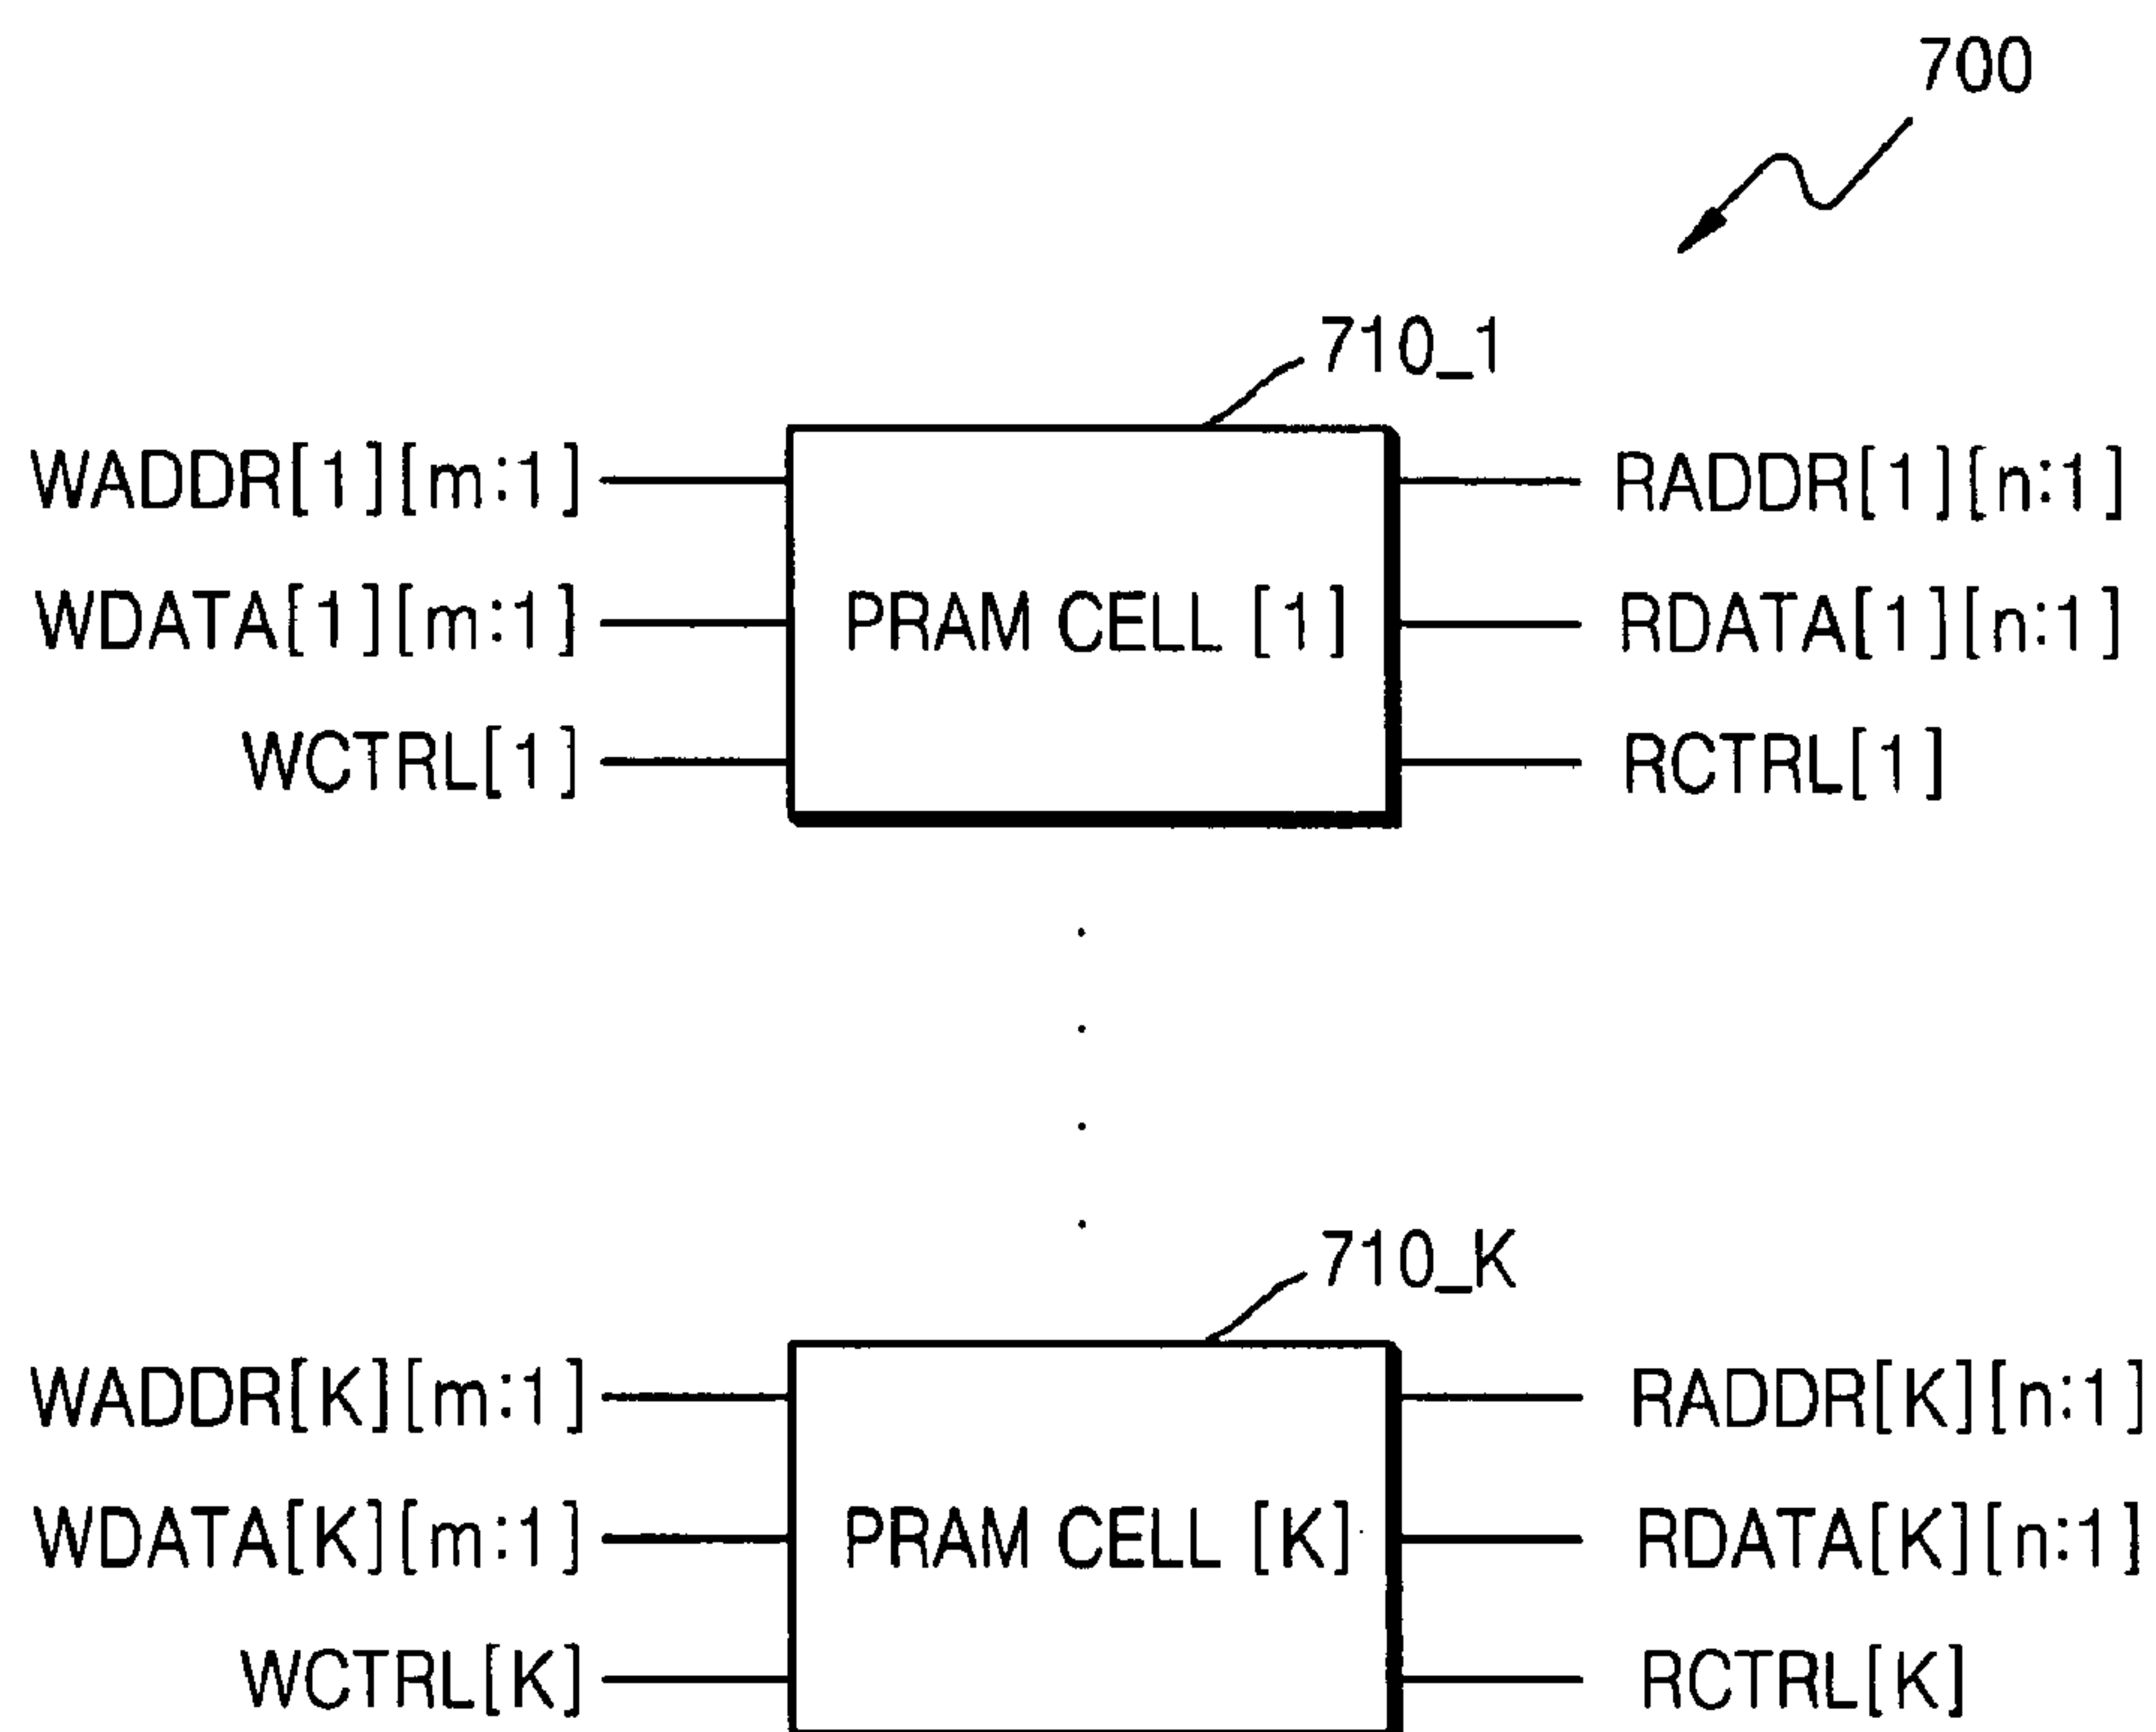 700
710_1
WADDR[1][m:1]
RADDR[1][n:1]
WDATA[1][m:1]
PRAM CELL [1]
RDATA[1][n:1]
WCTRL[1]
RCTRL[1]
710_K
WADDR[K][m:1]
RADDR[K][n:1]
WDATA[K][m:1]
PRAM CELL [K]
RDATA[K][n:1]
WCTRL[K]
RCTRL[K]